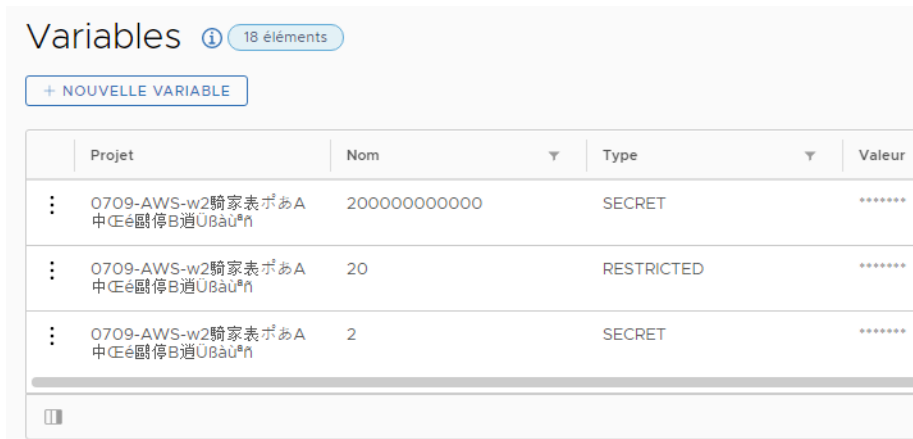 Variables 18 éléments
+ NOUVELLE VARIABLE
Projet Nom Type Valeur
0709-AWS-w2騎家表ポあA 200000000000 SECRET *******
中Œé鷗停B逍Üßàùªñ
0709-AWS-w2騎家表ポあA 20 RESTRICTED *******
中Œé鷗停B逍Üßàùªñ
0709-AWS-w2騎家表ポあA 2 SECRET *******
中Œé鷗停B逍Üßàùªñ